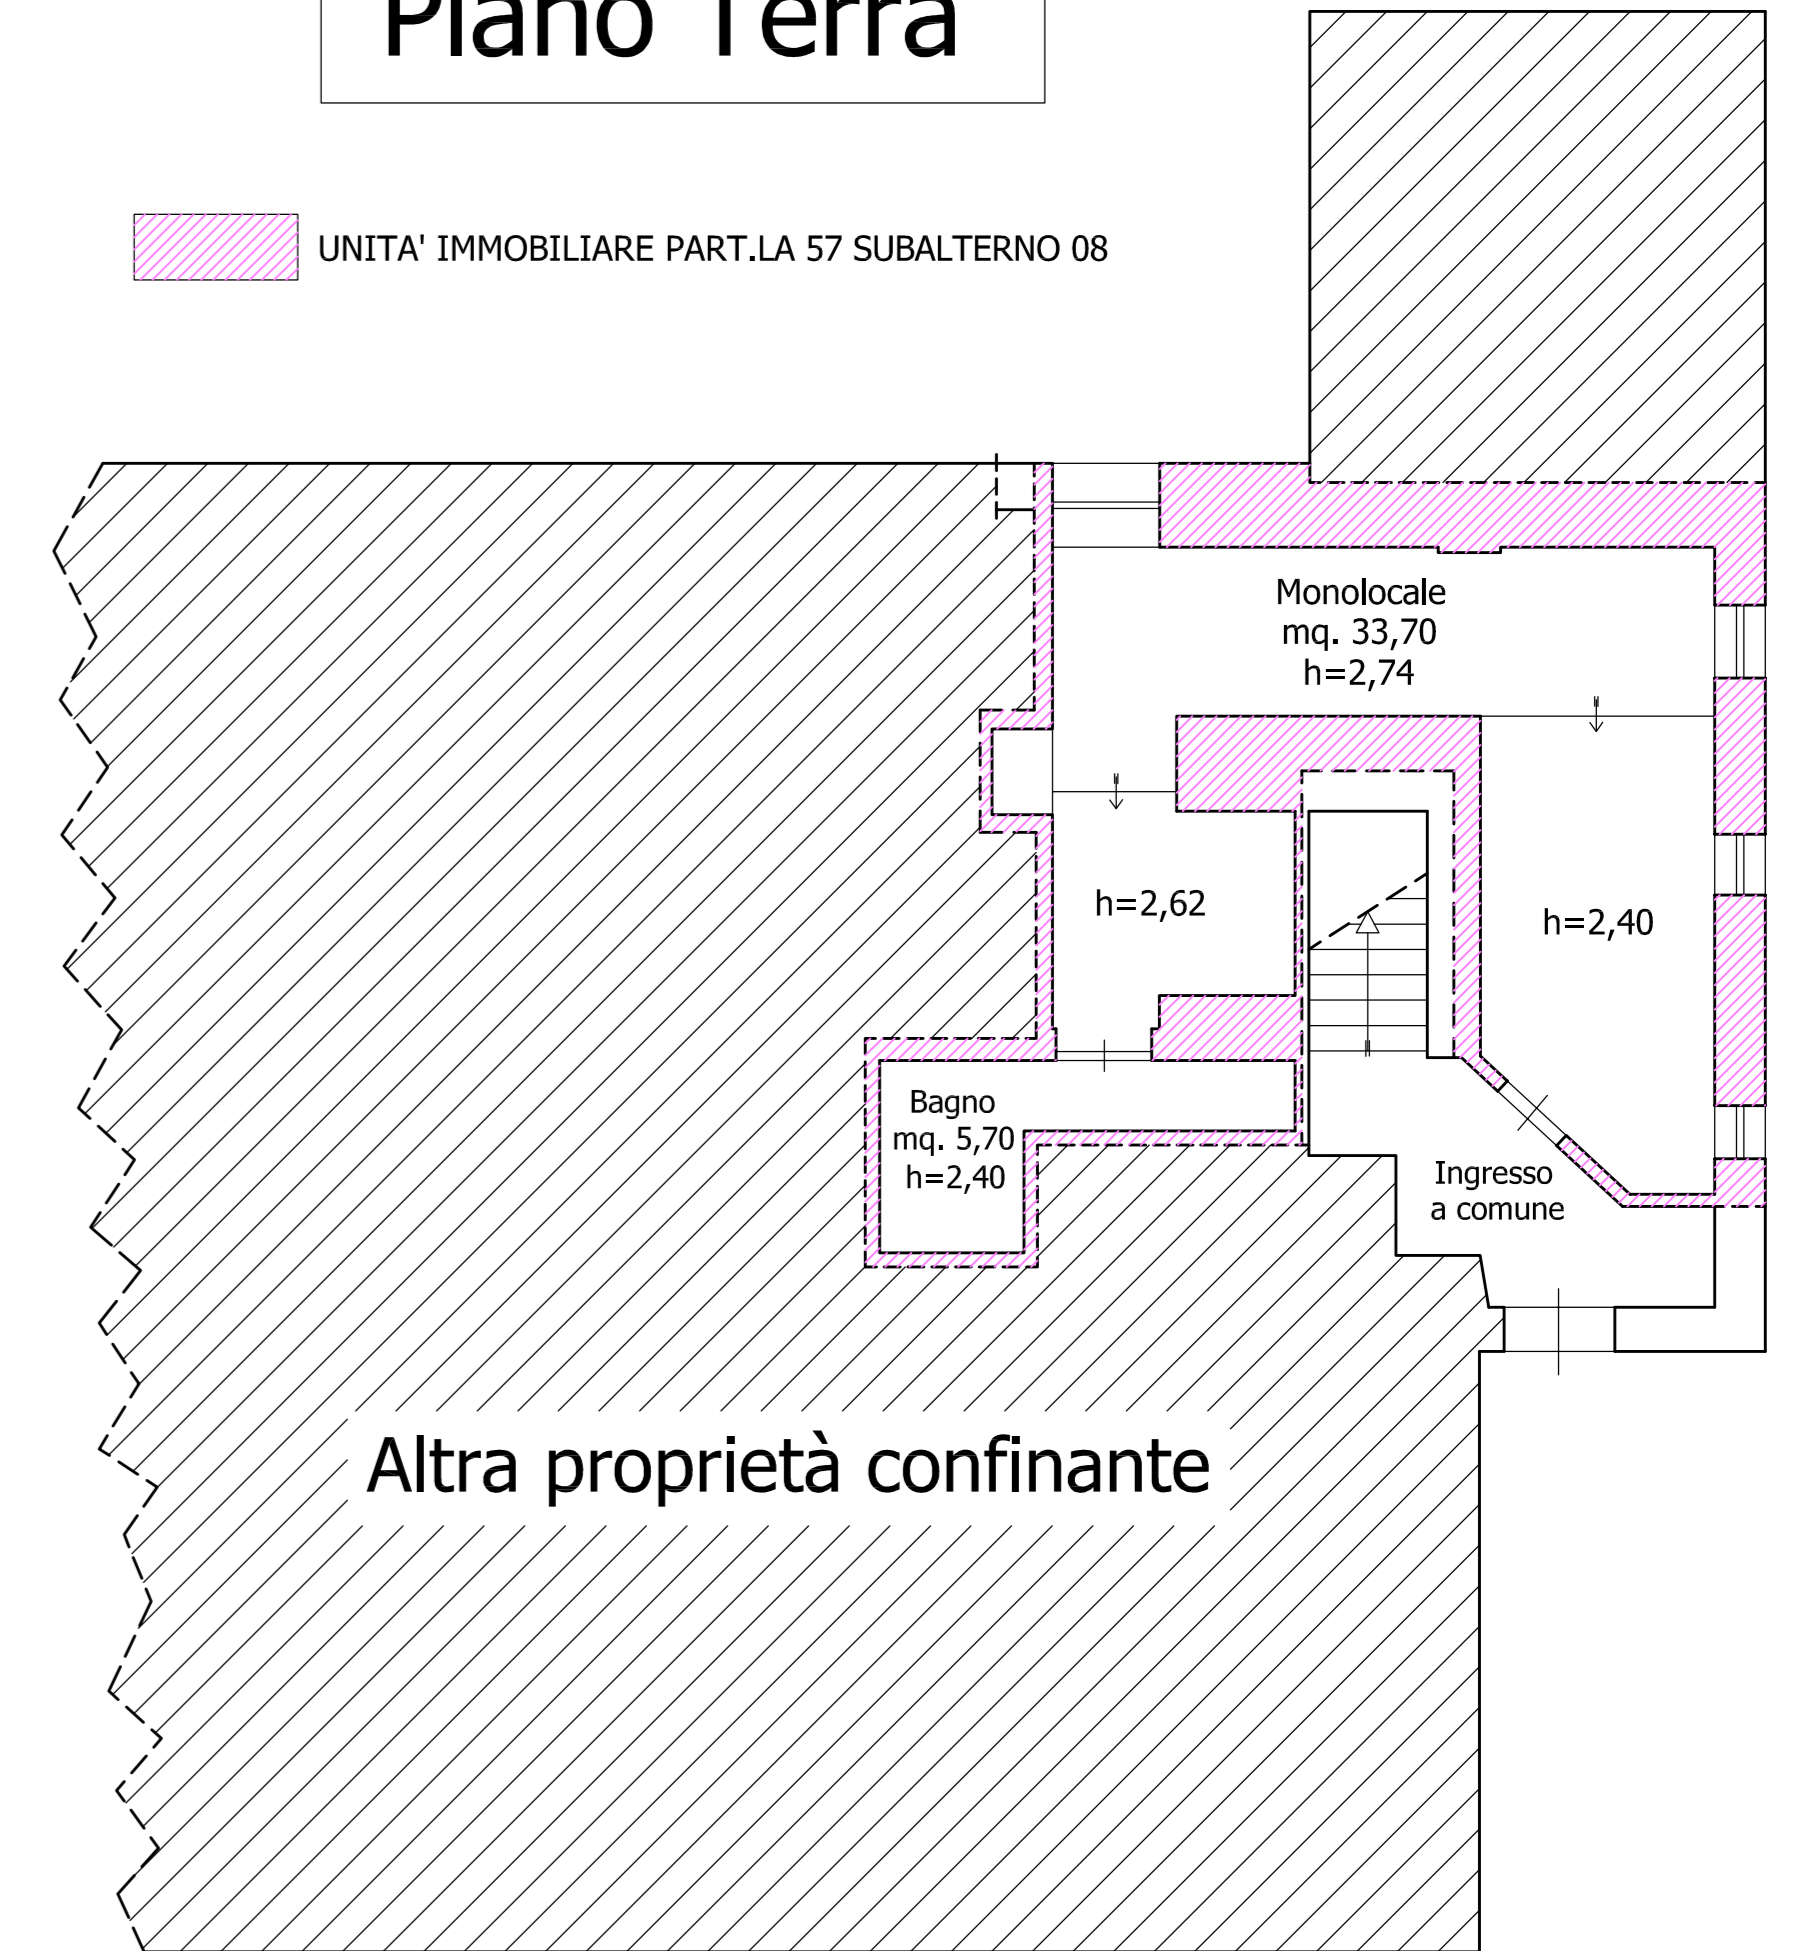 Piano Terra
UNITA' IMMOBILIARE PART.LA 57 SUBALTERNO 08
Monolocale
mq. 33,70
h=2,74
h=2,62
h=2,40
Bagno
mq. 5,70
h=2,40
Ingresso
a comune
Altra proprietà confinante